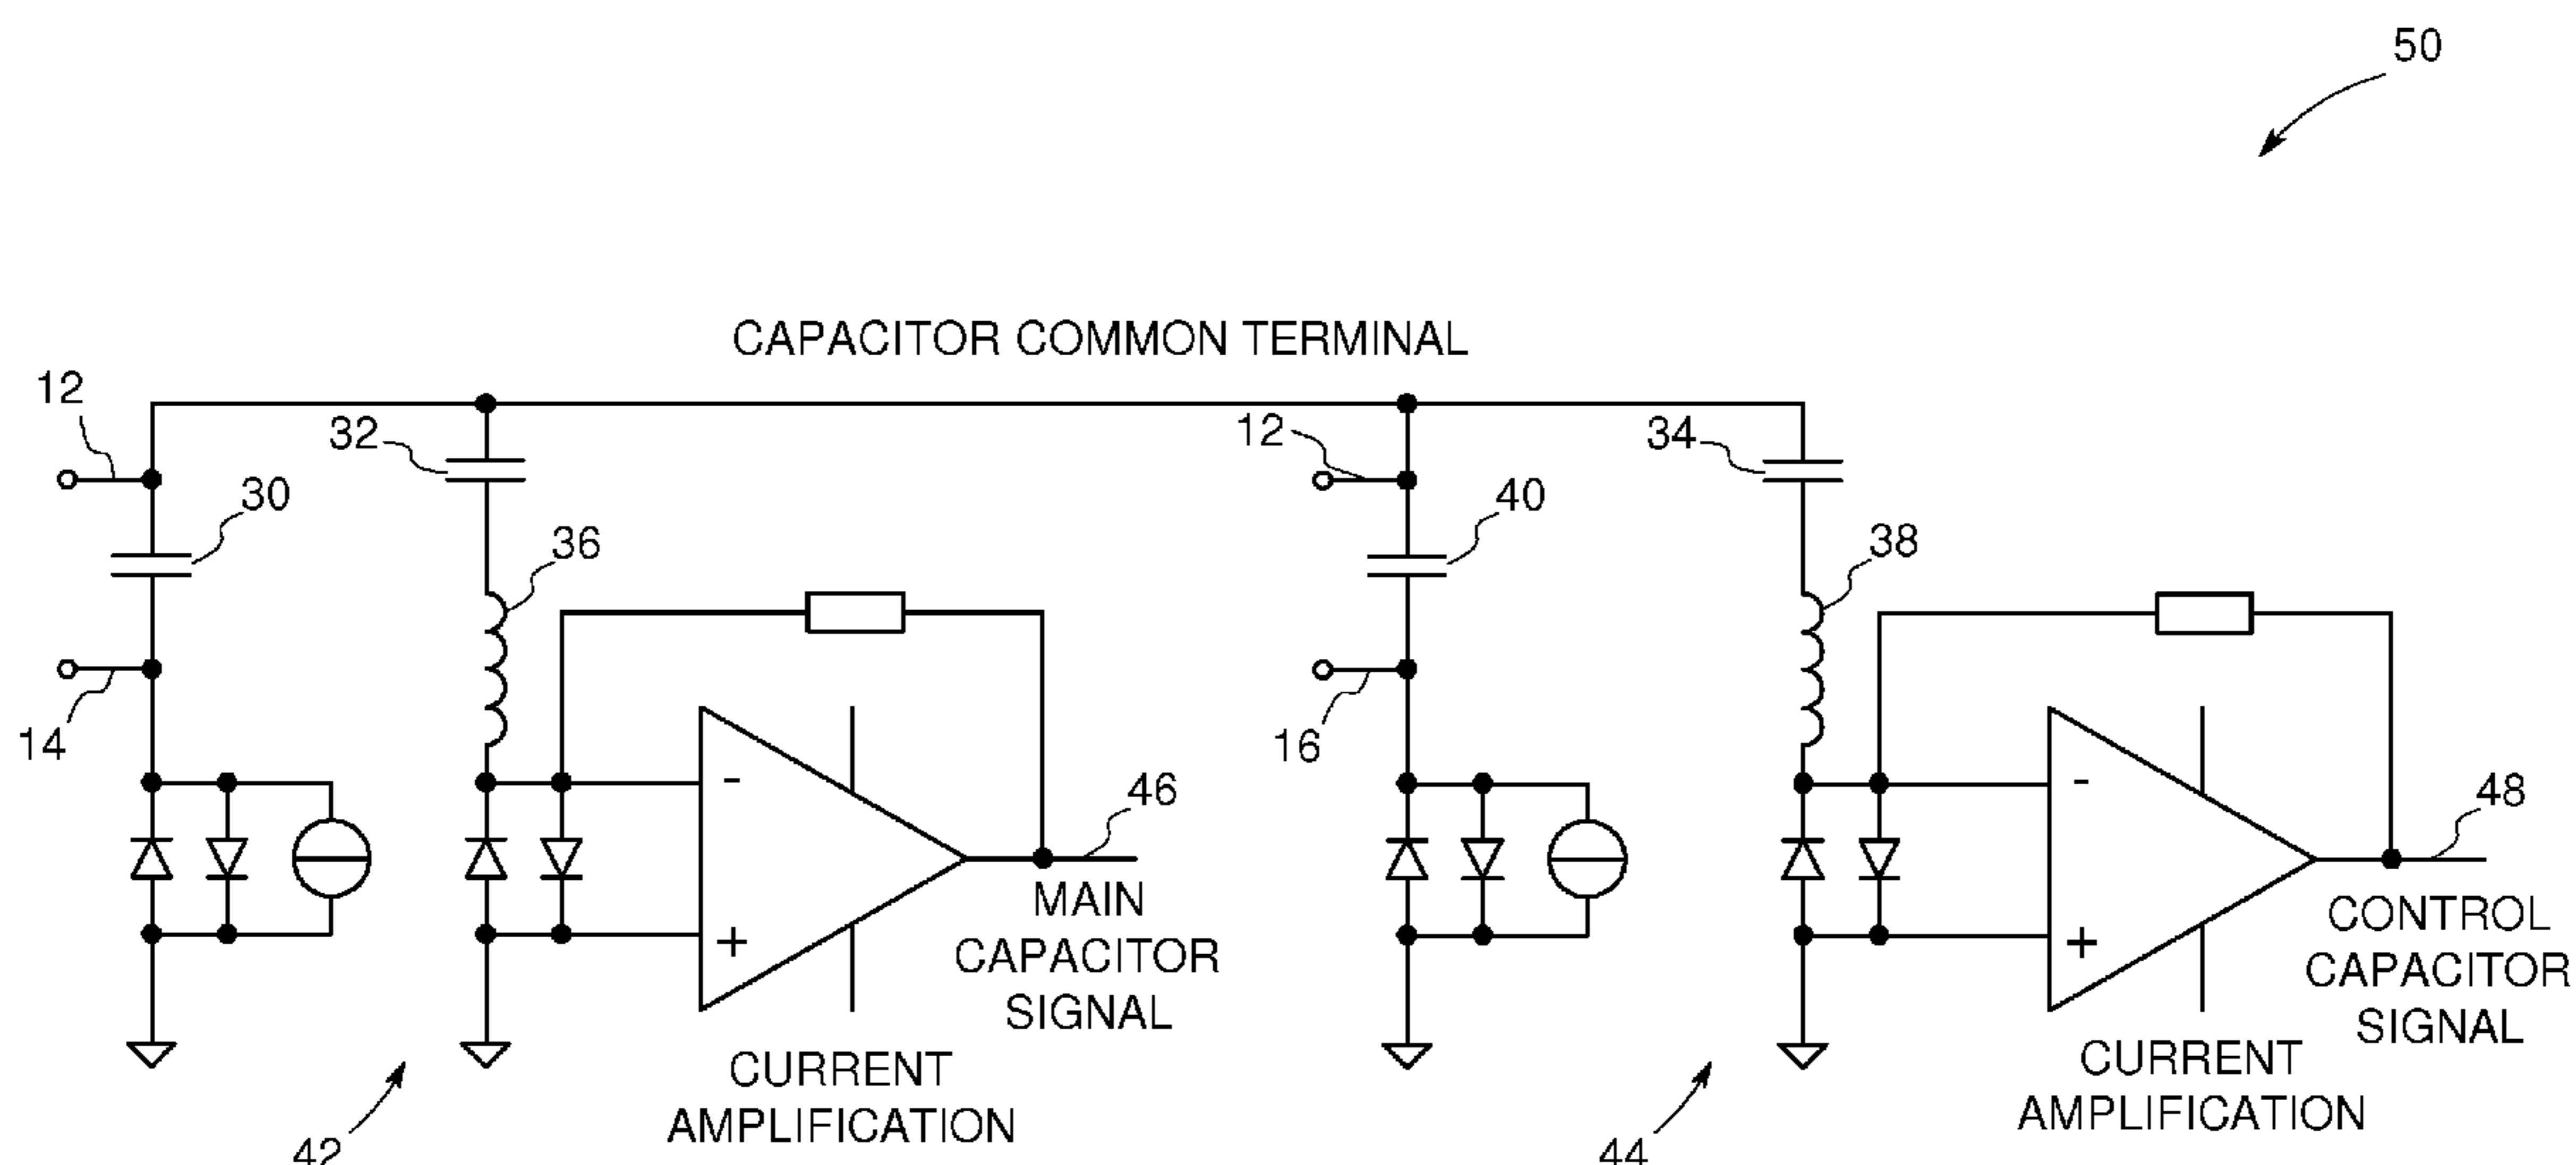 50
CAPACITOR COMMON TERMINAL
12
32
12
34
30
40
36
38
14
16
-
-
46
48
+
+
MAIN
CAPACITOR
SIGNAL
CONTROL
CAPACITOR
SIGNAL
CURRENT
AMPLIFICATION
CURRENT
AMPLIFICATION
42
44